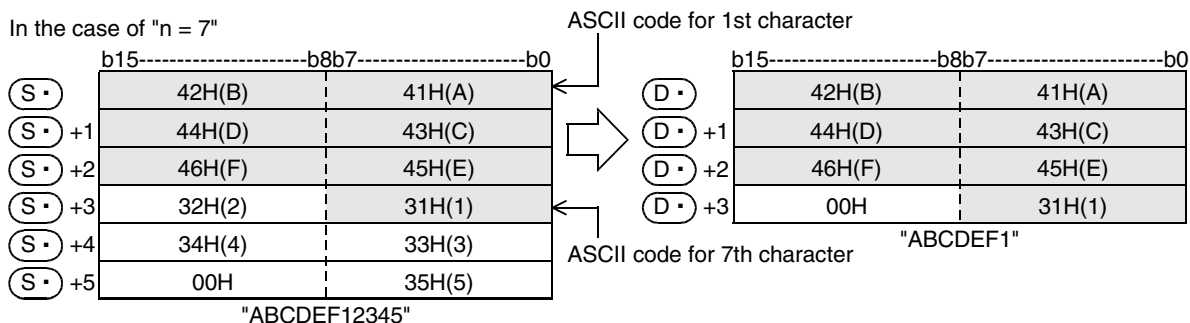 In the case of "n = 7"
ASCII code for 1st character
b15-----------------------b8b7-----------------------b0
b15-----------------------b8b7-----------------------b0
S· 42H(B) 41H(A) D· 42H(B) 41H(A)
S· +1 44H(D) 43H(C) D· +1 44H(D) 43H(C)
S· +2 46H(F) 45H(E) D· +2 46H(F) 45H(E)
S· +3 32H(2) 31H(1) D· +3 00H 31H(1)
S· +4 34H(4) 33H(3) ASCII code for 7th character "ABCDEF1"
S· +5 00H 35H(5)
"ABCDEF12345"